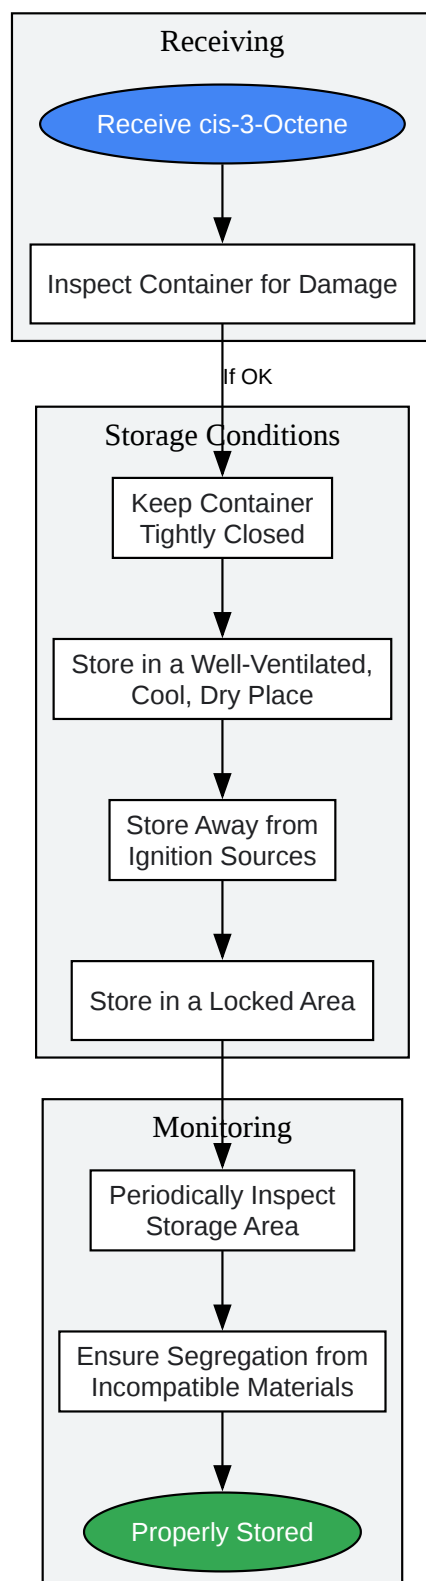 Receiving
Receive cis-3-Octene
Inspect Container for Damage
If OK
Storage Conditions
Keep Container
Tightly Closed
Store in a Well-Ventilated,
Cool, Dry Place
Store Away from
Ignition Sources
Store in a Locked Area
Monitoring
Periodically Inspect
Storage Area
Ensure Segregation from
Incompatible Materials
Properly Stored